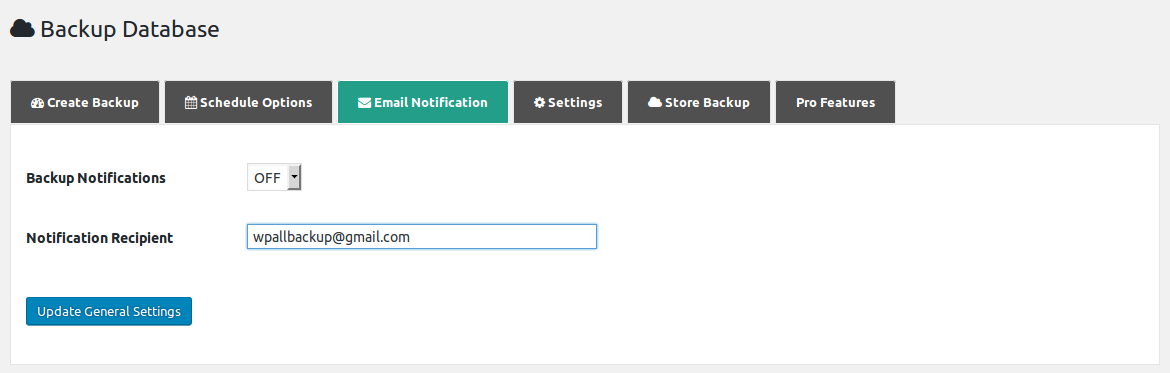 Backup Database
Create Backup Schedule Options Email Notification Settings Store Backup Pro Features
Backup Notifications OFF
Notification Recipient wpallbackup@gmail.com
Update General Settings